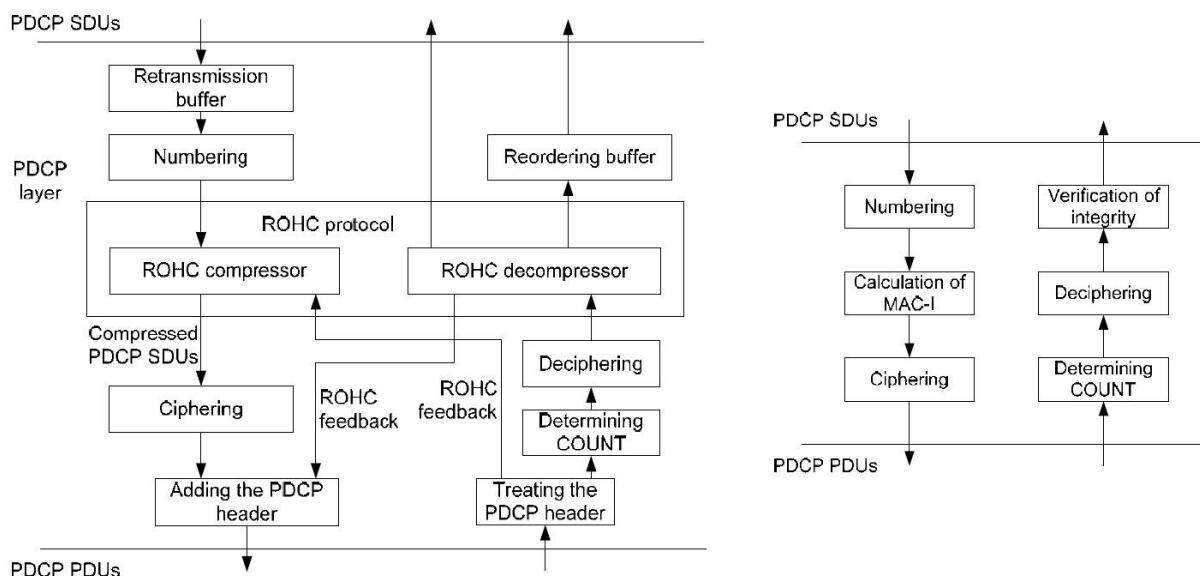 PDCP SDUs
Retransmission
buffer
Numbering
Reordering buffer
PDCP
layer
ROHC protocol
ROHC compressor
ROHC decompressor
Compressed
PDCP SDUs
Deciphering
Ciphering
ROHC
feedback
ROHC
feedback
Determining
COUNT
Adding the PDCP
header
Treating the
PDCP header
PDCP PDUs
PDCP SDUs
Numbering
Verification of
integrity
Calculation of
MAC-I
Deciphering
Ciphering
Determining
COUNT
PDCP PDUs